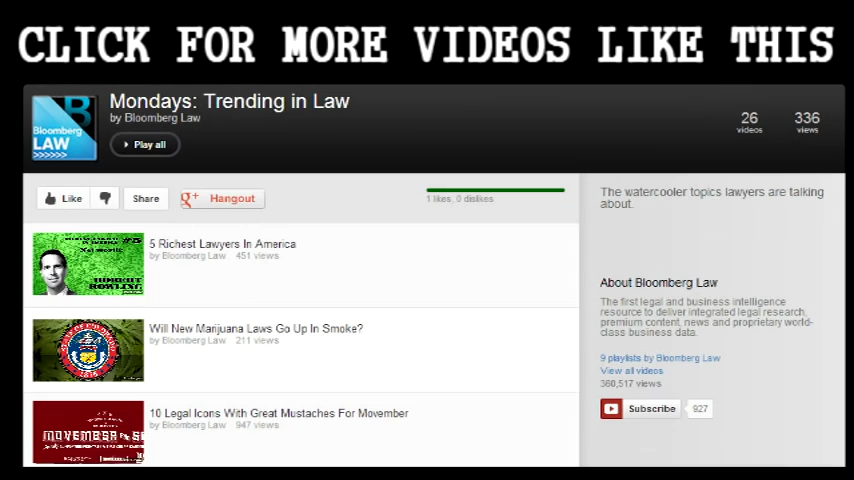 CLICK FOR MORE VIDEOS LIKE THIS
Mondays: Trending in Law
by Bloomberg Law
Play all
26
videos
336
views
B
Bloomberg
LAW
Like
Share
g+ Hangout
1 likes, 0 dislikes
The watercooler topics lawyers are talking
about.
5 Richest Lawyers In America
by Bloomberg Law 451 views
Will New Marijuana Laws Go Up In Smoke?
by Bloomberg Law 211 views
10 Legal Icons With Great Mustaches For Movember
by Bloomberg Law 947 views
MOVEMBER
About Bloomberg Law
The first legal and business intelligence
resource to deliver integrated legal research,
premium content, news and proprietary world-
class business data.
9 playlists by Bloomberg Law
View all videos
360,517 views
Subscribe 927